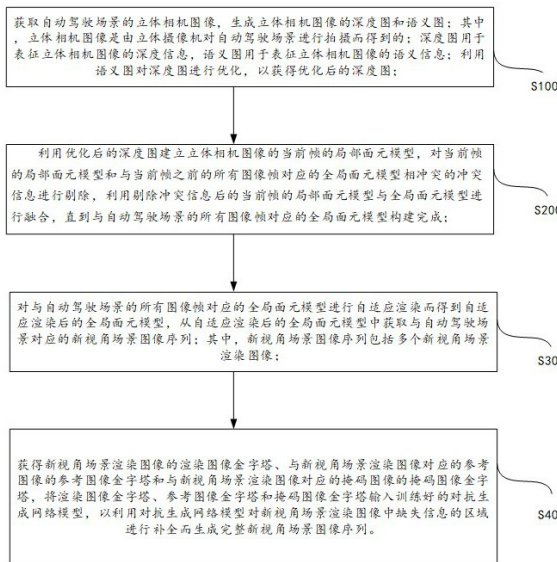 获取自动驾驶场景的立体相机图像，生成立体相机图像的深度图和语义图；其中
，立体相机图像是由立体摄像机对自动驾驶场景进行拍摄而得到的；深度图用于
表征立体相机图像的深度信息，语义图用于表征立体相机图像的语义信息；利用
语义图对深度图进行优化，以获得优化后的深度图；
S100
利用优化后的深度图建立立体相机图像的当前帧的局部面元模型，对当前帧
的局部面元模型和与当前帧之前的所有图像帧对应的全局面元模型相冲突的冲突
信息进行剔除，利用剔除冲突信息后的当前帧的局部面元模型与全局面元模型进
行融合，直到与自动驾驶场景的所有图像帧对应的全局面元模型构建完成；
S200
对与自动驾驶场景的所有图像帧对应的全局面元模型进行自适应渲染而得到自适
应渲染后的全局面元模型，从自适应渲染后的全局面元模型中获取与自动驾驶场
景对应的新视角场景图像序列；其中，新视角场景图像序列包括多个新视角场景
渲染图像；
S30
获得新视角场景渲染图像的渲染图像金字塔、与新视角场景渲染图像对应的参考
图像的参考图像金字塔和与新视角场景渲染图像对应的掩码图像的掩码图像金字
塔，将渲染图像金字塔、参考图像金字塔和掩码图像金字塔输入训练好的对抗生
成网络模型，以利用对抗生成网络模型对新视角场景渲染图像中缺失信息的区域
进行补全而生成完整新视角场景图像序列。
S40